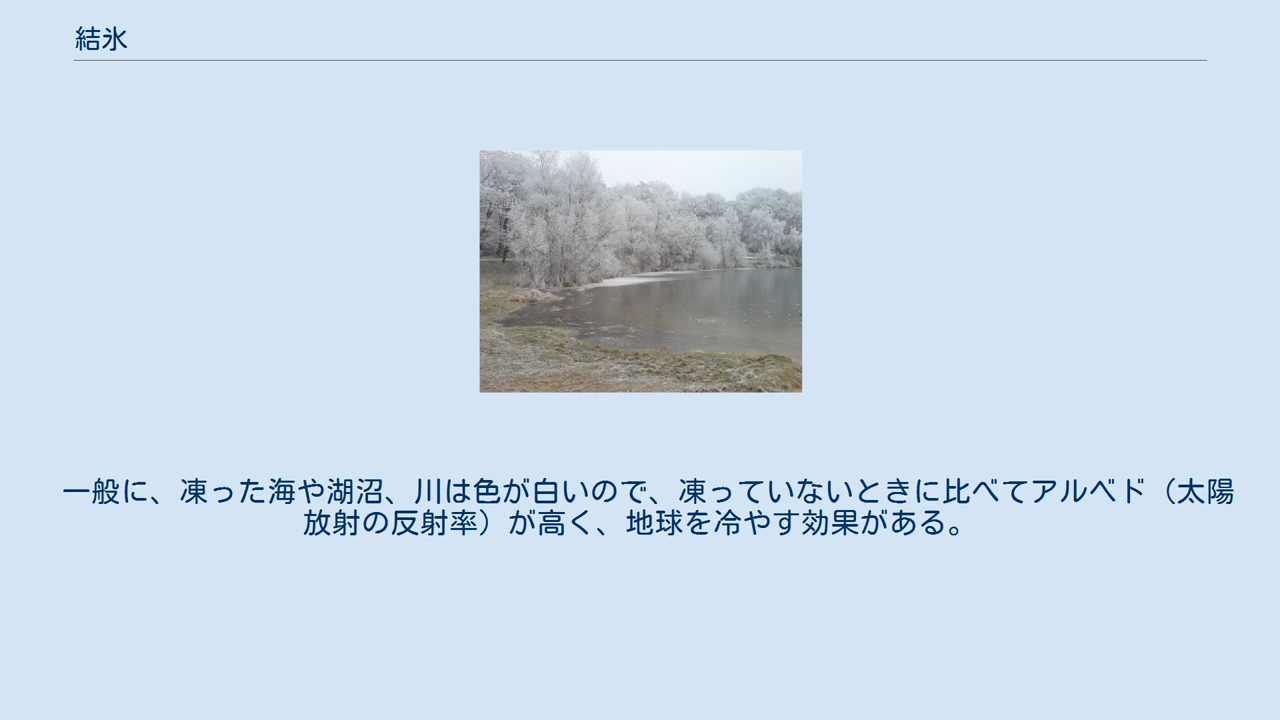 結氷
一般に、凍った海や湖沼、川は色が白いので、凍っていないときに比べてアルベド（太陽
放射の反射率）が高く、地球を冷やす効果がある。